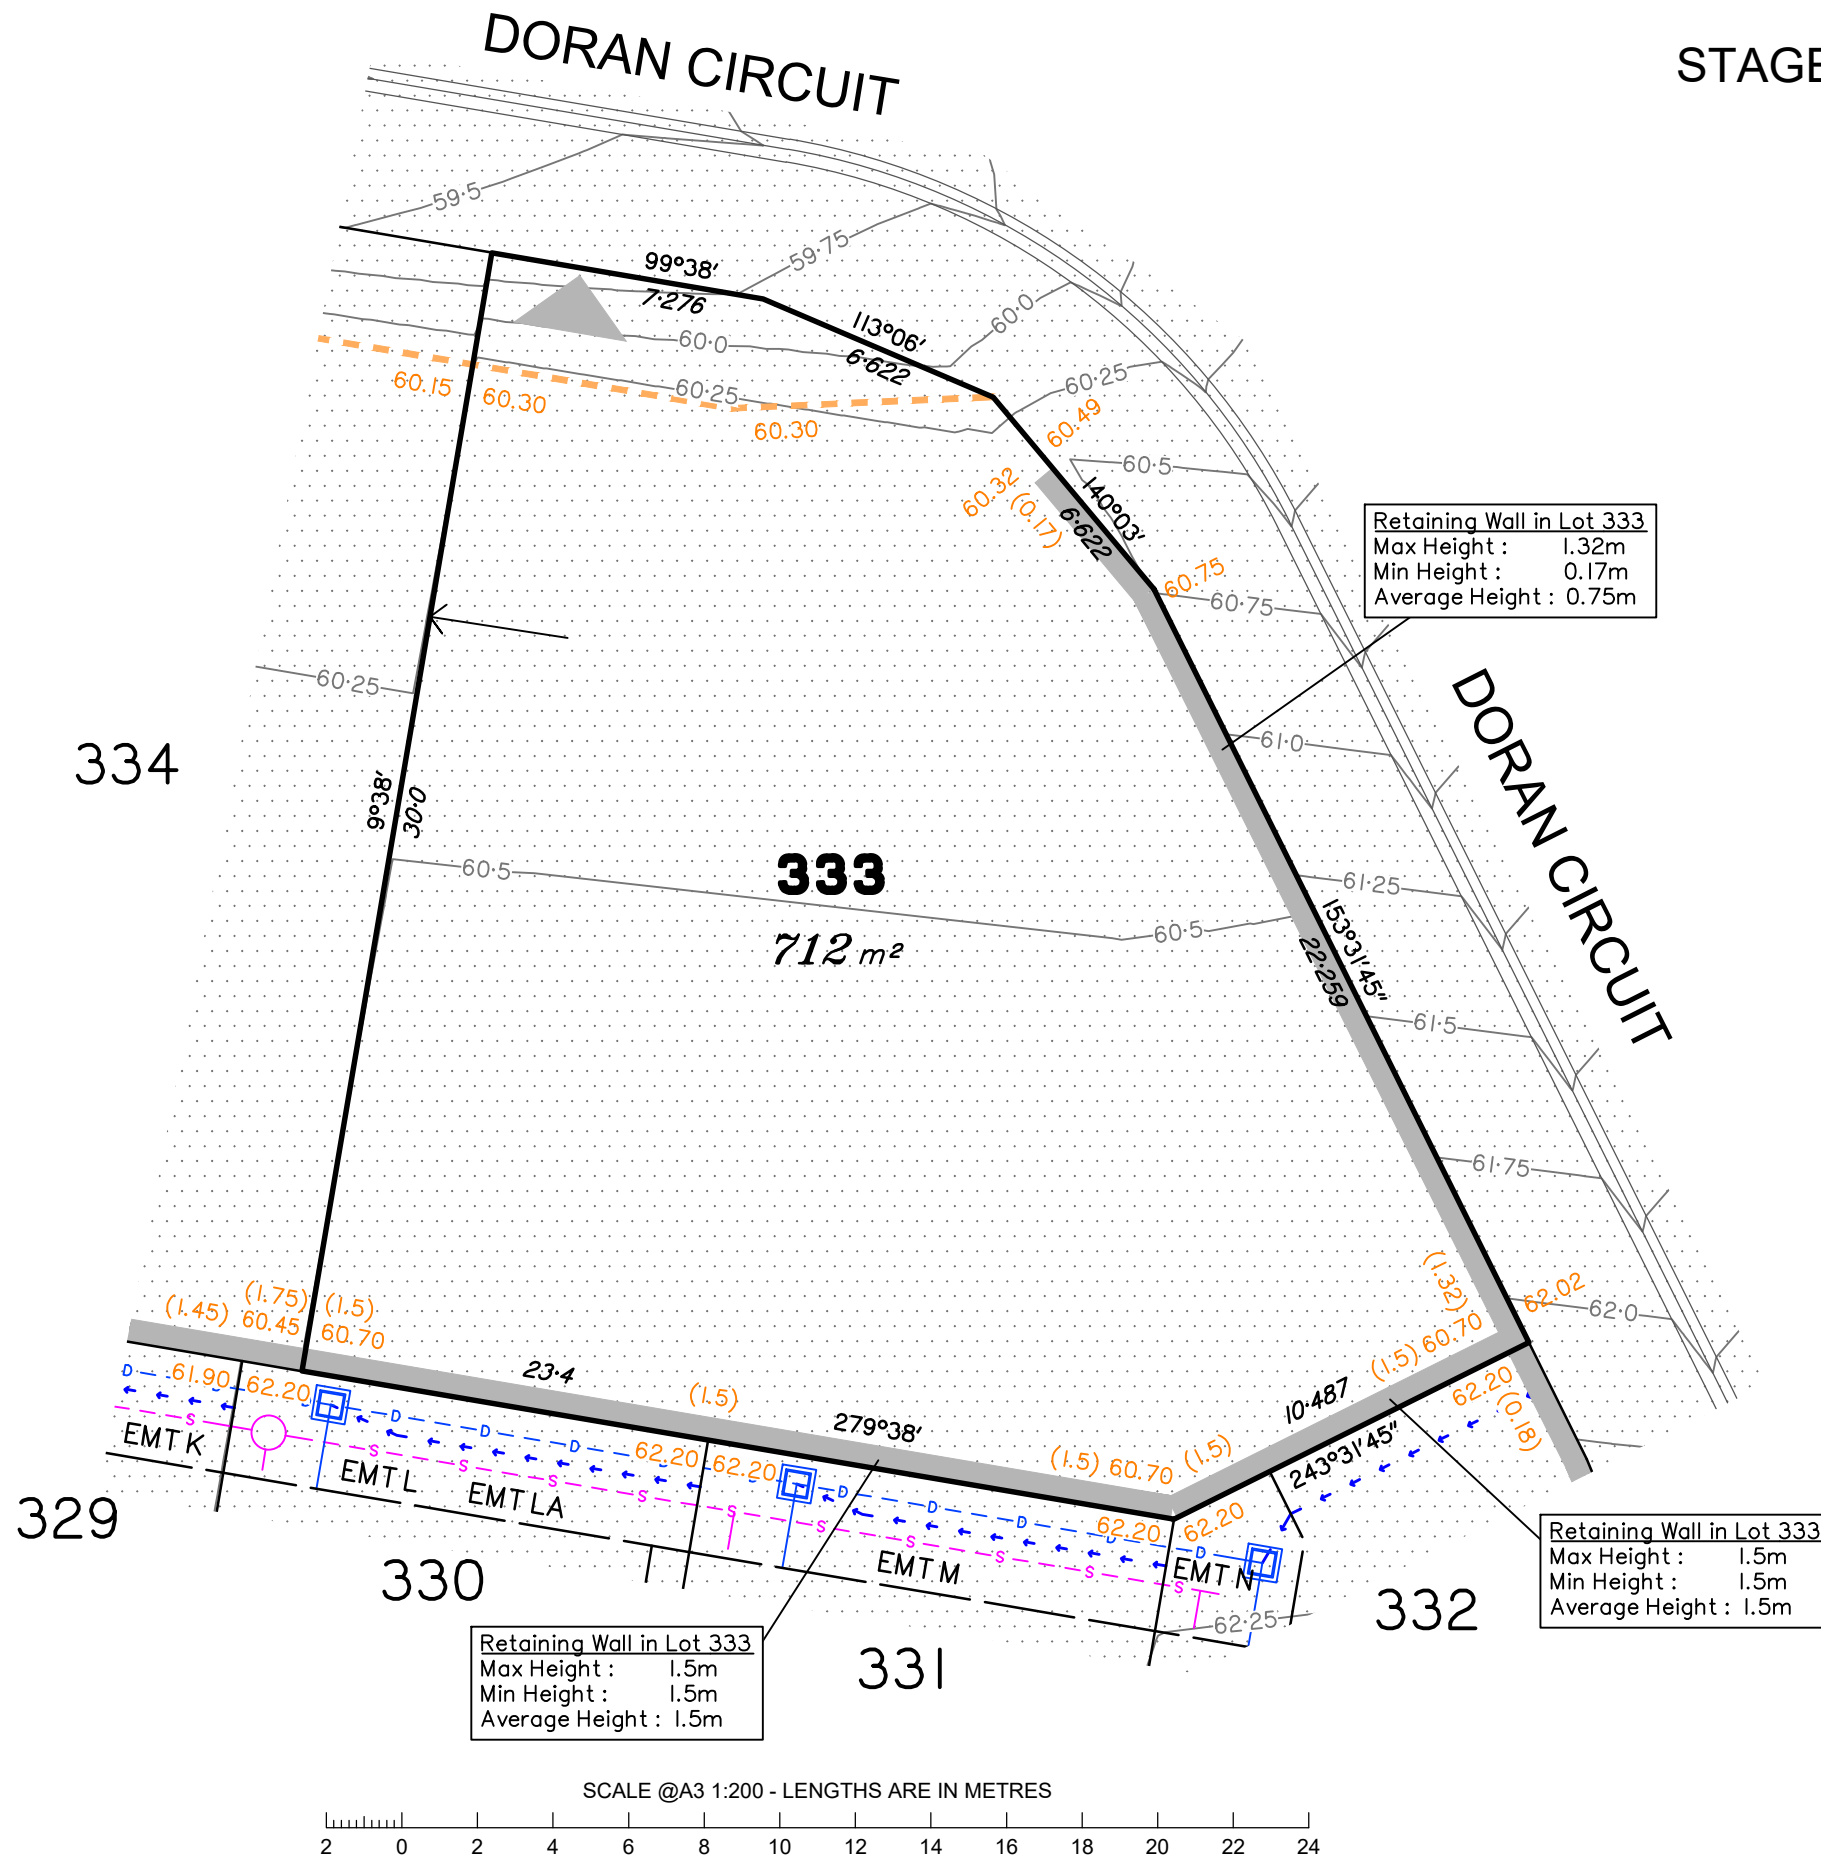 DORAN CIRCUIT
STAGE
59·5
59·75
99°38'
7·276
60·0
113°06'
6·622
60·0
60·25
60.15
60.30
60·25
60.30
60.49
60·5
60.32
(0.17)
140°03'
6·622
60.75
60·75
Retaining Wall in Lot 333
Max Height : 1.32m
Min Height : 0.17m
Average Height : 0.75m
60·25
61·0
DORAN CIRCUIT
334
9°38'
30·0
333
712 m²
60·5
60·5
61·25
153°31'45"
22·259
61·5
61·75
(1.32)
62.02
62·0
(1.45)
60.45
(1.75)
(1.5)
60.70
(1.5) 60.70
D
61.90
62.20
S
EMT K
23·4
(1.5)
279°38'
10·487
243°31'45"
62.20
(0.18)
D
D
D
S
S
S
S
62.20
62.20
(1.5) 60.70
(1.5)
EMT L
EMT LA
D
D
D
D
S
S
S
S
S
62.20
62.20
EMT M
EMT N
329
330
331
332
62·25
Retaining Wall in Lot 333
Max Height : 1.5m
Min Height : 1.5m
Average Height : 1.5m
Retaining Wall in Lot 333
Max Height : 1.5m
Min Height : 1.5m
Average Height : 1.5m
SCALE @A3 1:200 - LENGTHS ARE IN METRES
2 0 2 4 6 8 10 12 14 16 18 20 22 24